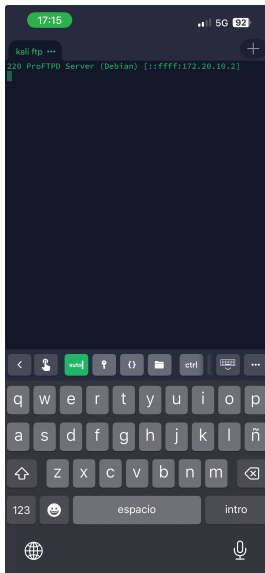 17:15
5G 92
kali ftp ···
220 ProFTPD Server (Debian) [::ffff:172.20.10.2]
auto
{}
ctrl
q w e r t y u i o p
a s d f g h j k l ñ
z x c v b n m
123 espacio intro